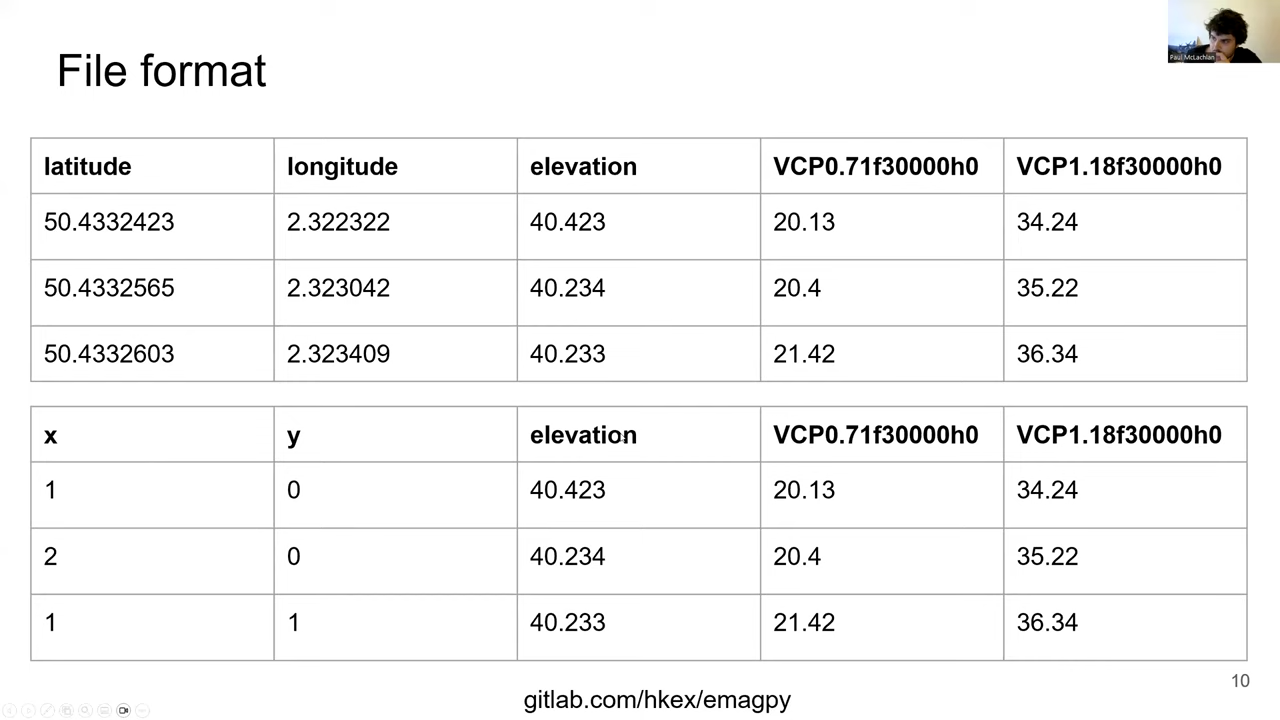 Paul McLachlan
File format
latitude longitude elevation VCP0.71f30000h0 VCP1.18f30000h0
50.4332423 2.322322 40.423 20.13 34.24
50.4332565 2.323042 40.234 20.4 35.22
50.4332603 2.323409 40.233 21.42 36.34
x y elevation VCP0.71f30000h0 VCP1.18f30000h0
1 0 40.423 20.13 34.24
2 0 40.234 20.4 35.22
1 1 40.233 21.42 36.34
10
gitlab.com/hkex/emagpy